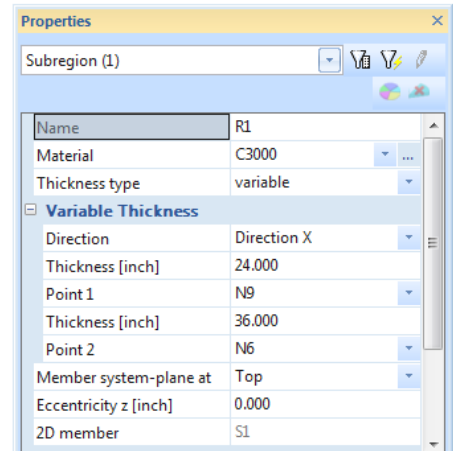 Properties
Subregion (1)
Name R1
Material C3000 ...
Thickness type variable
Variable Thickness
Direction Direction X
Thickness [inch] 24.000
Point 1 N9
Thickness [inch] 36.000
Point 2 N6
Member system-plane at Top
Eccentricity z [inch] 0.000
2D member S1